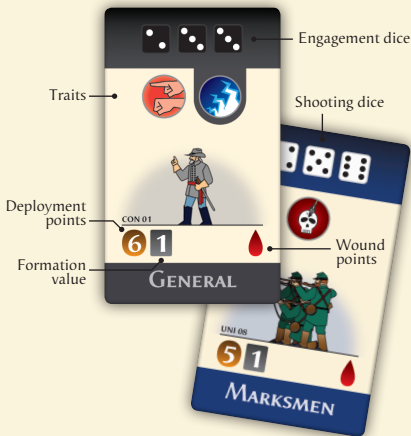 Engagement dice
Traits
Shooting dice
Deployment
points
CON 01
6 1
Formation
value
Wound
points
GENERAL
UNI 08
5 1
MARKSMEN